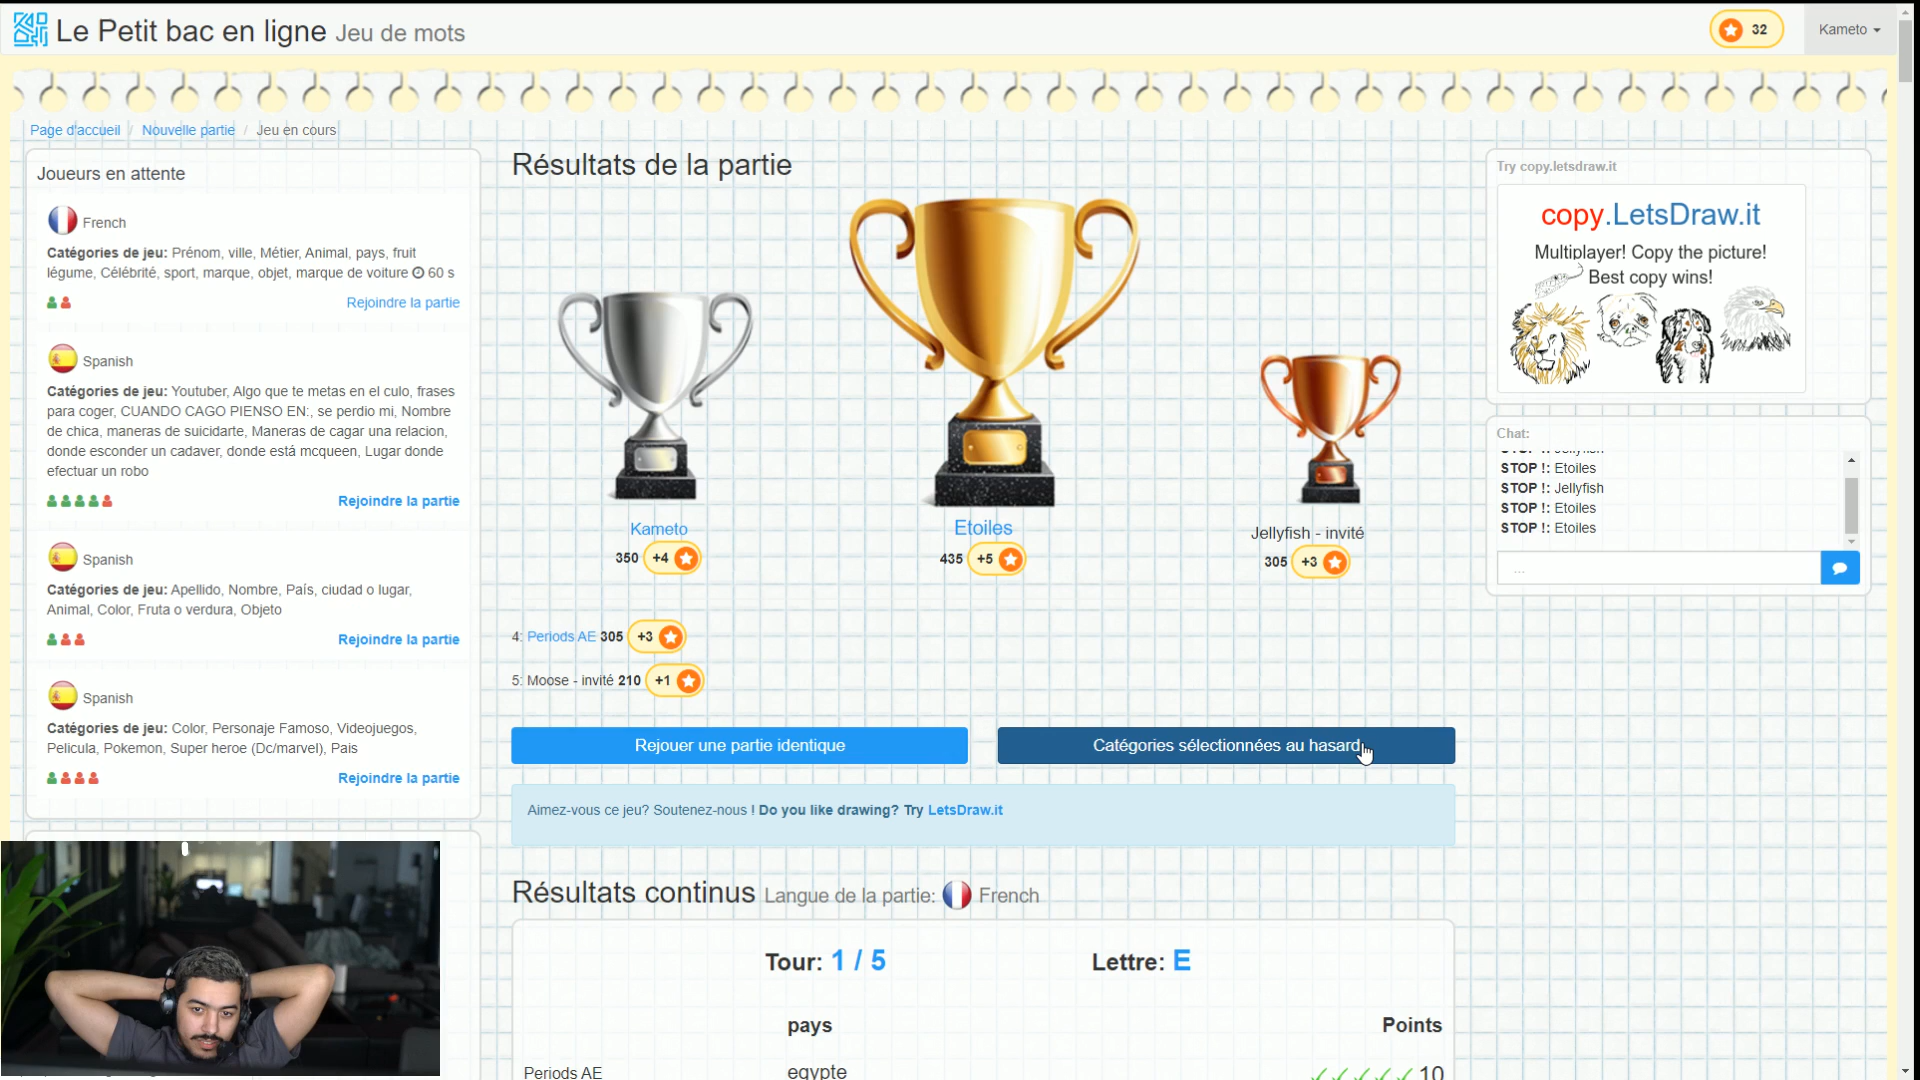 Le Petit bac en ligne Jeu de mots
32
Kameto
Page d'accueil / Nouvelle partie / Jeu en cours
Joueurs en attente
French
Catégories de jeu: Prénom, ville, Métier, Animal, pays, fruit
légume, Célébrité, sport, marque, objet, marque de voiture 60 s
Rejoindre la partie
Spanish
Catégories de jeu: Youtuber, Algo que te metas en el culo, frases
para coger, CUANDO CAGO PIENSO EN:, se perdio mi, Nombre
de chica, maneras de suicidarte, Maneras de cagar una relacion,
donde esconder un cadaver, donde está mcqueen, Lugar donde
efectuar un robo
Rejoindre la partie
Spanish
Catégories de jeu: Apellido, Nombre, País, ciudad o lugar,
Animal, Color, Fruta o verdura, Objeto
Rejoindre la partie
Spanish
Catégories de jeu: Color, Personaje Famoso, Videojuegos,
Pelicula, Pokemon, Super heroe (Dc/marvel), Pais
Rejoindre la partie
Résultats de la partie
Kameto
350 +4
Etoiles
435 +5
Jellyfish - invité
305 +3
4: Periods AE 305 +3
5: Moose - invité 210 +1
Rejouer une partie identique
Catégories sélectionnées au hasard
Aimez-vous ce jeu? Soutenez-nous ! Do you like drawing? Try LetsDraw.it
Résultats continus Langue de la partie: French
Tour: 1 / 5
Lettre: E
pays
Points
Periods AE
egypte
10
Try copy.letsdraw.it
copy.LetsDraw.it
Multiplayer! Copy the picture!
Best copy wins!
Chat:
STOP !: Jellyfish
STOP !: Etoiles
STOP !: Jellyfish
STOP !: Etoiles
STOP !: Etoiles
...